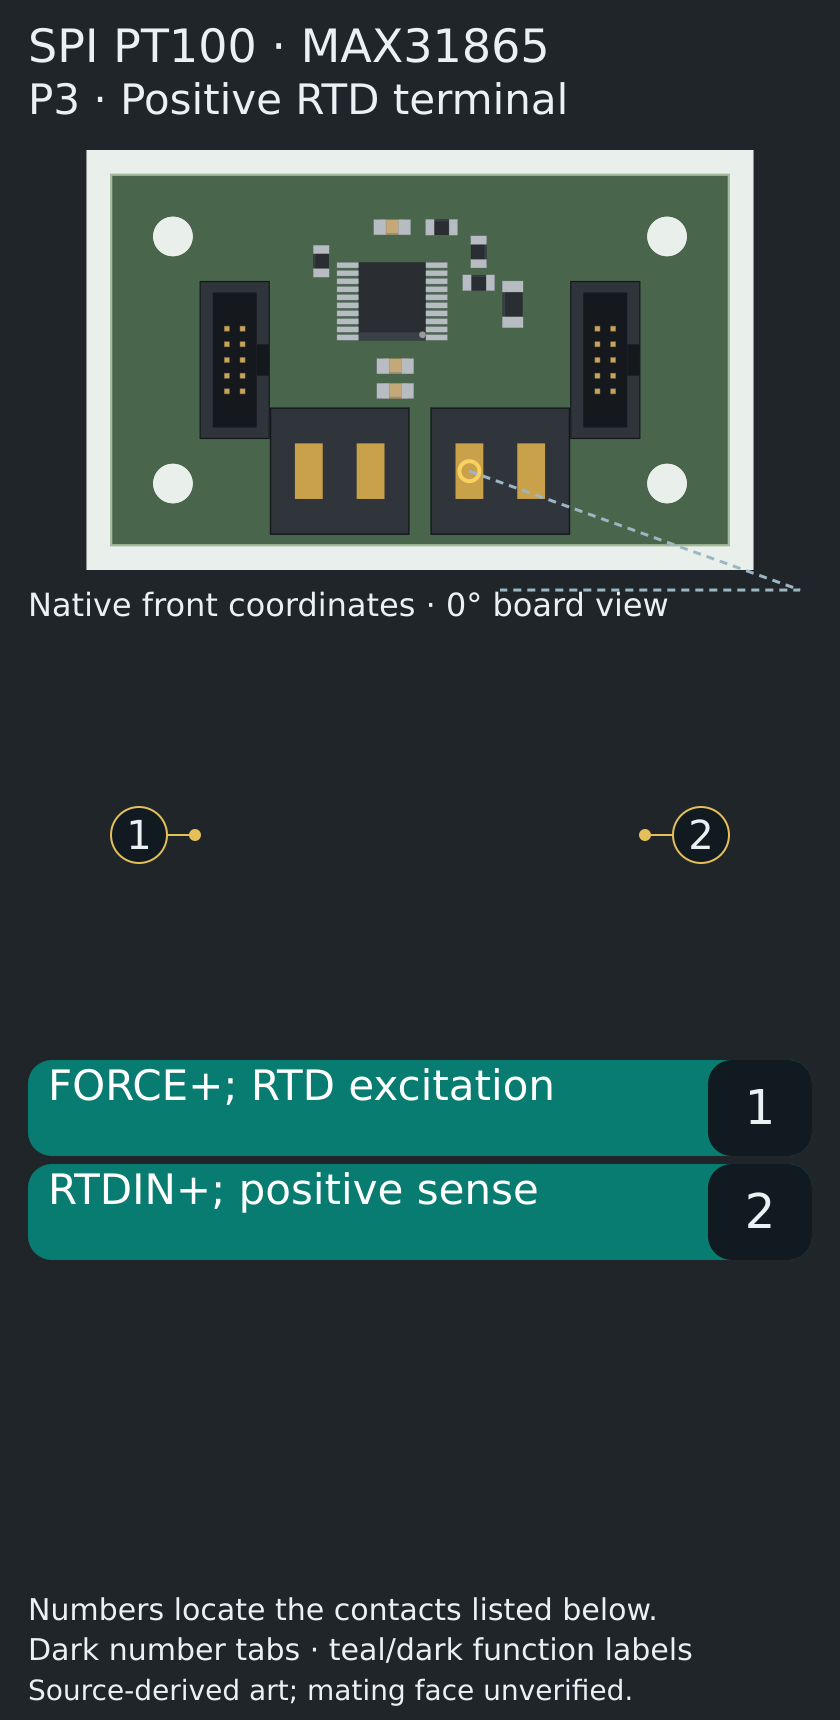 SPI PT100 · MAX31865
P3 · Positive RTD terminal
Native front coordinates · 0° board view
1
2
FORCE+; RTD excitation 1
RTDIN+; positive sense 2
Numbers locate the contacts listed below.
Dark number tabs · teal/dark function labels
Source-derived art; mating face unverified.